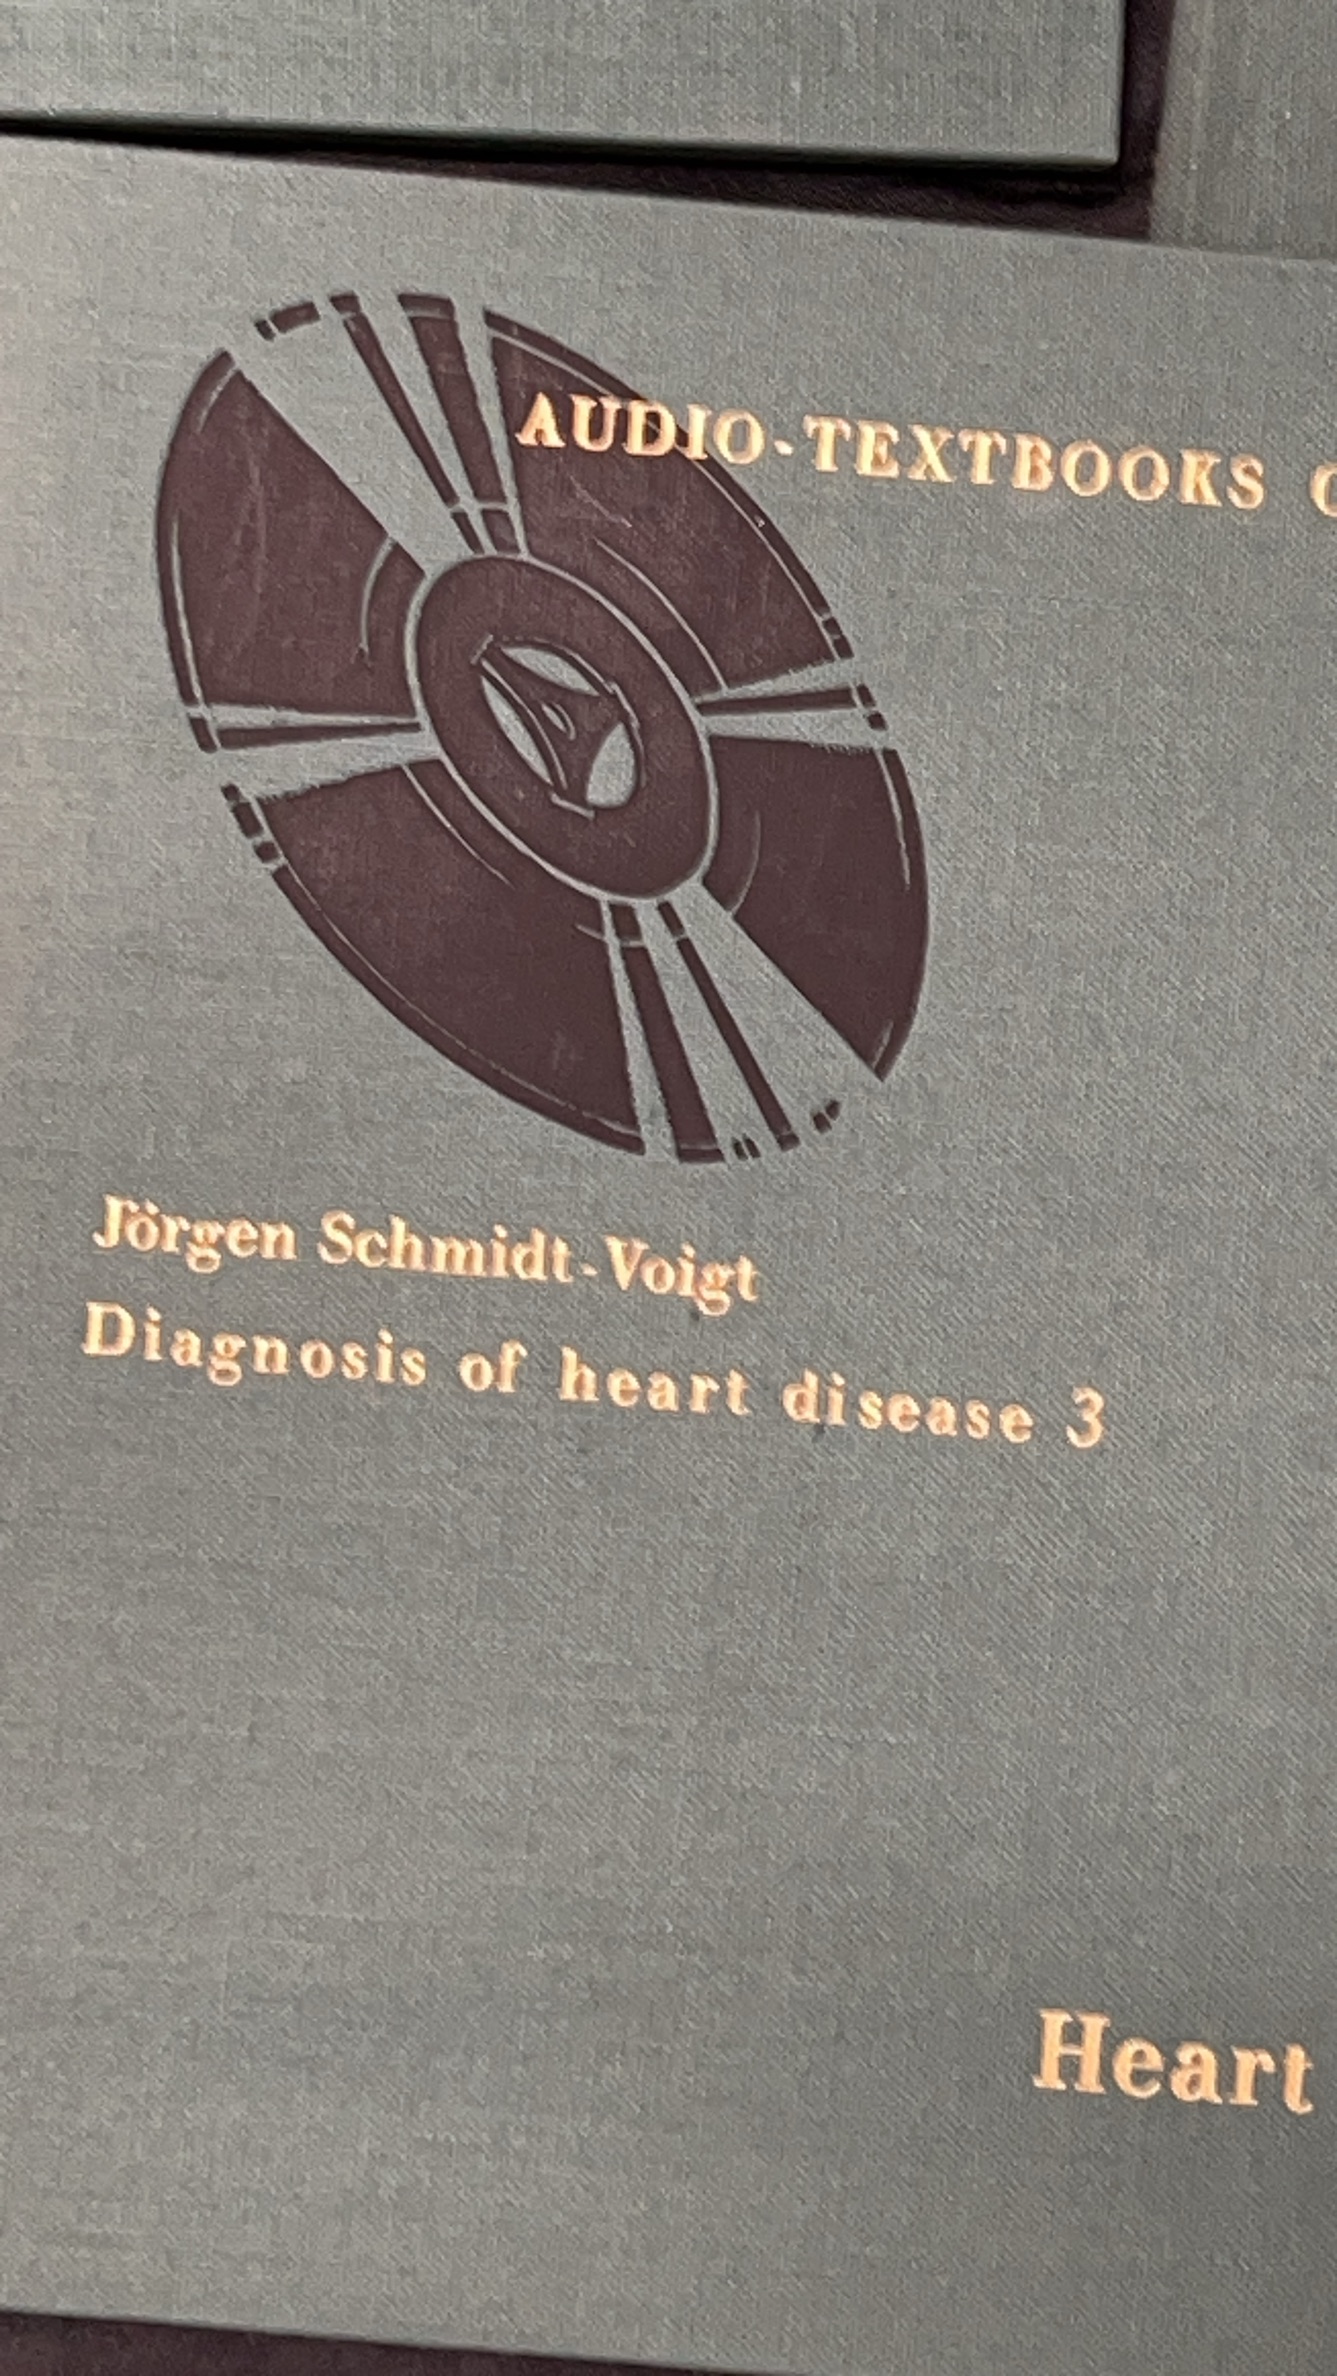 AUDIO-TEXTBOOKS
Jörgen Schmidt-Voigt
Diagnosis of heart disease 3
Heart